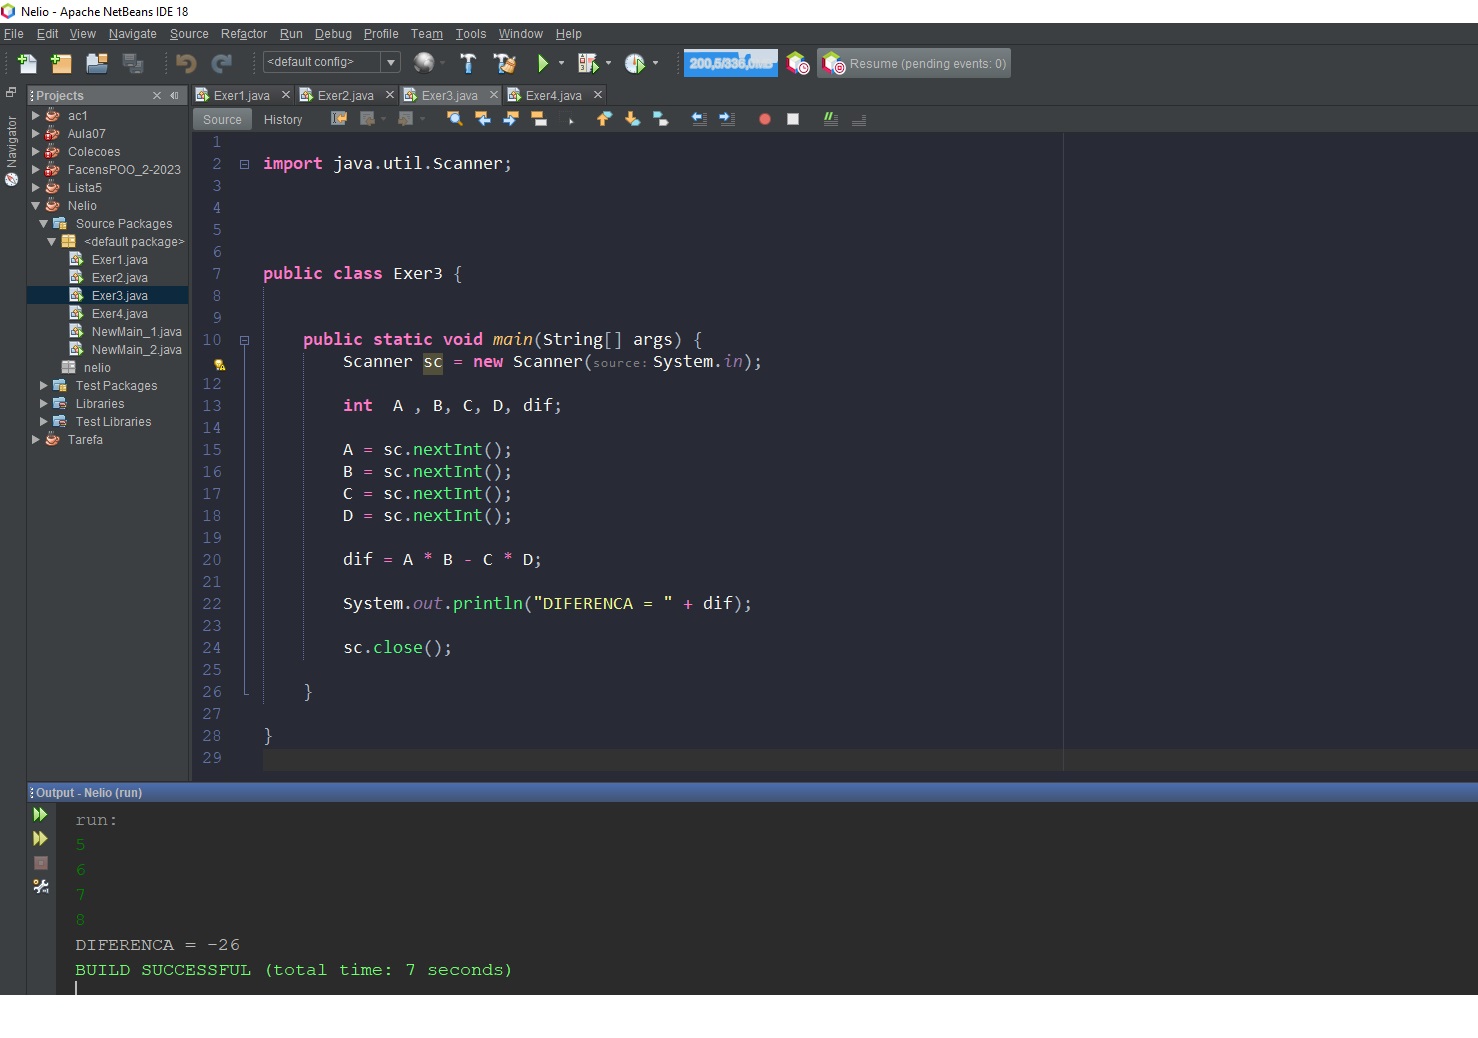 Nelio - Apache NetBeans IDE 18
File Edit View Navigate Source Refactor Run Debug Profile Team Tools Window Help
<default config> 200,5/336,0MB Resume (pending events: 0)
Projects
Exer1.java Exer2.java Exer3.java Exer4.java
Source History
Navigator
ac1
Aula07
Colecoes
FacensPOO_2-2023
Lista5
Nelio
Source Packages
<default package>
Exer1.java
Exer2.java
Exer3.java
Exer4.java
NewMain_1.java
NewMain_2.java
nelio
Test Packages
Libraries
Test Libraries
Tarefa
1
2 import java.util.Scanner;
3
4
5
6
7 public class Exer3 {
8
9
10 public static void main(String[] args) {
Scanner sc = new Scanner(source: System.in);
12
13 int  A , B, C, D, dif;
14
15 A = sc.nextInt();
16 B = sc.nextInt();
17 C = sc.nextInt();
18 D = sc.nextInt();
19
20 dif = A * B - C * D;
21
22 System.out.println("DIFERENCA = " + dif);
23
24 sc.close();
25
26 }
27
28 }
29
Output - Nelio (run)
run:
5
6
7
8
DIFERENCA = -26
BUILD SUCCESSFUL (total time: 7 seconds)